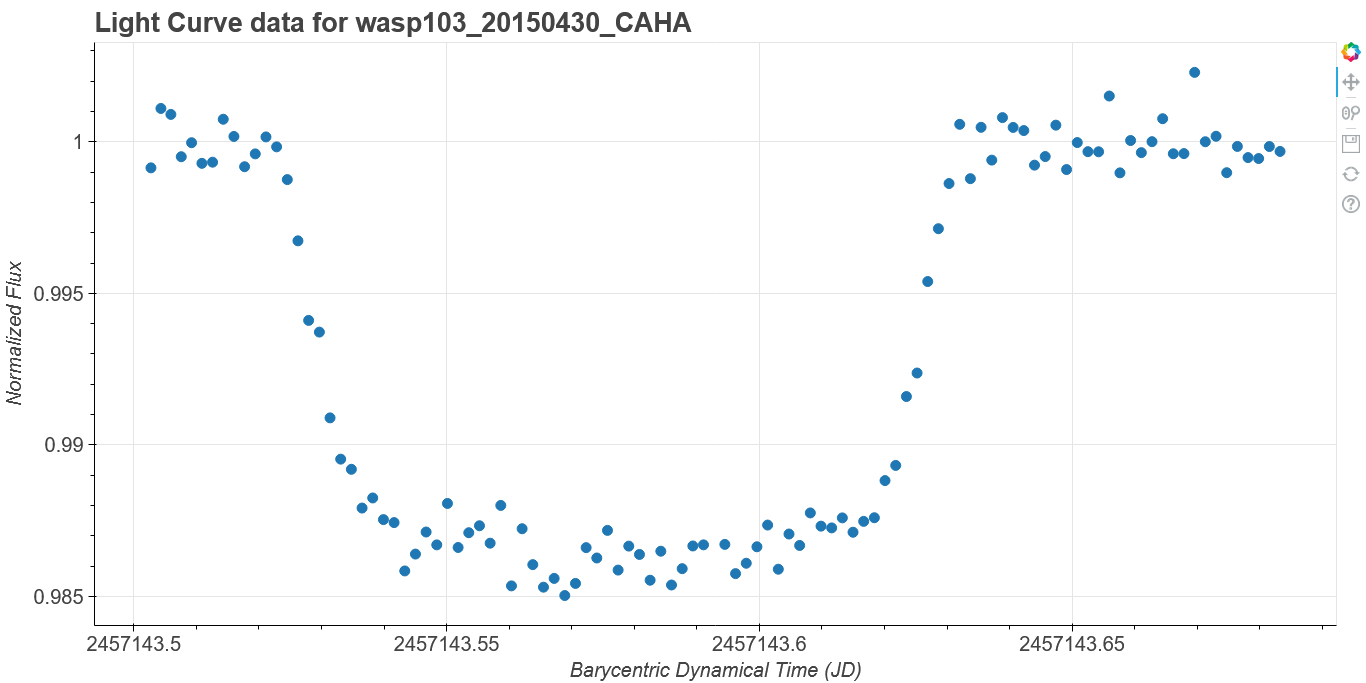 Light Curve data for wasp103_20150430_CAHA
Normalized Flux
1
0.995
0.99
0.985
2457143.5
2457143.55
2457143.6
2457143.65
Barycentric Dynamical Time (JD)